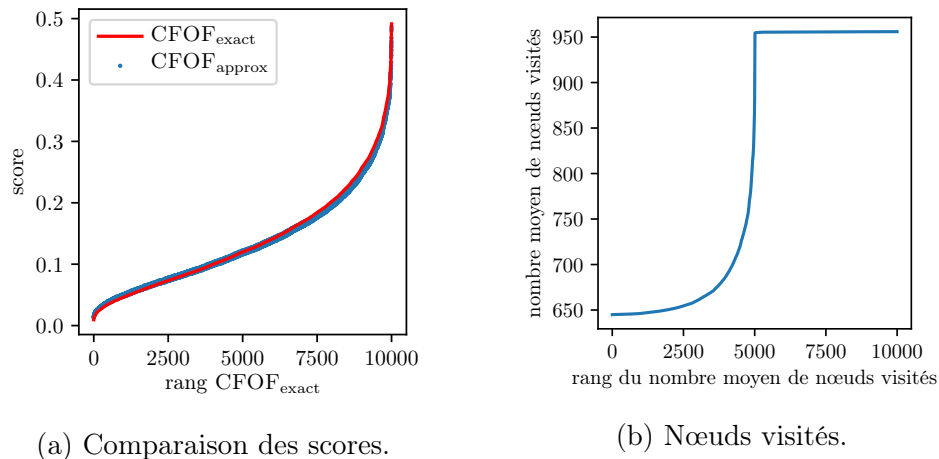 0.5
0.4
0.3
0.2
0.1
0.0
score
CFOF_exact
CFOF_approx
0 2500 5000 7500 10000
rang CFOF_exact
(a) Comparaison des scores.
950
900
850
800
750
700
650
nombre moyen de nœuds visités
0 2500 5000 7500 10000
rang du nombre moyen de nœuds visités
(b) Nœuds visités.